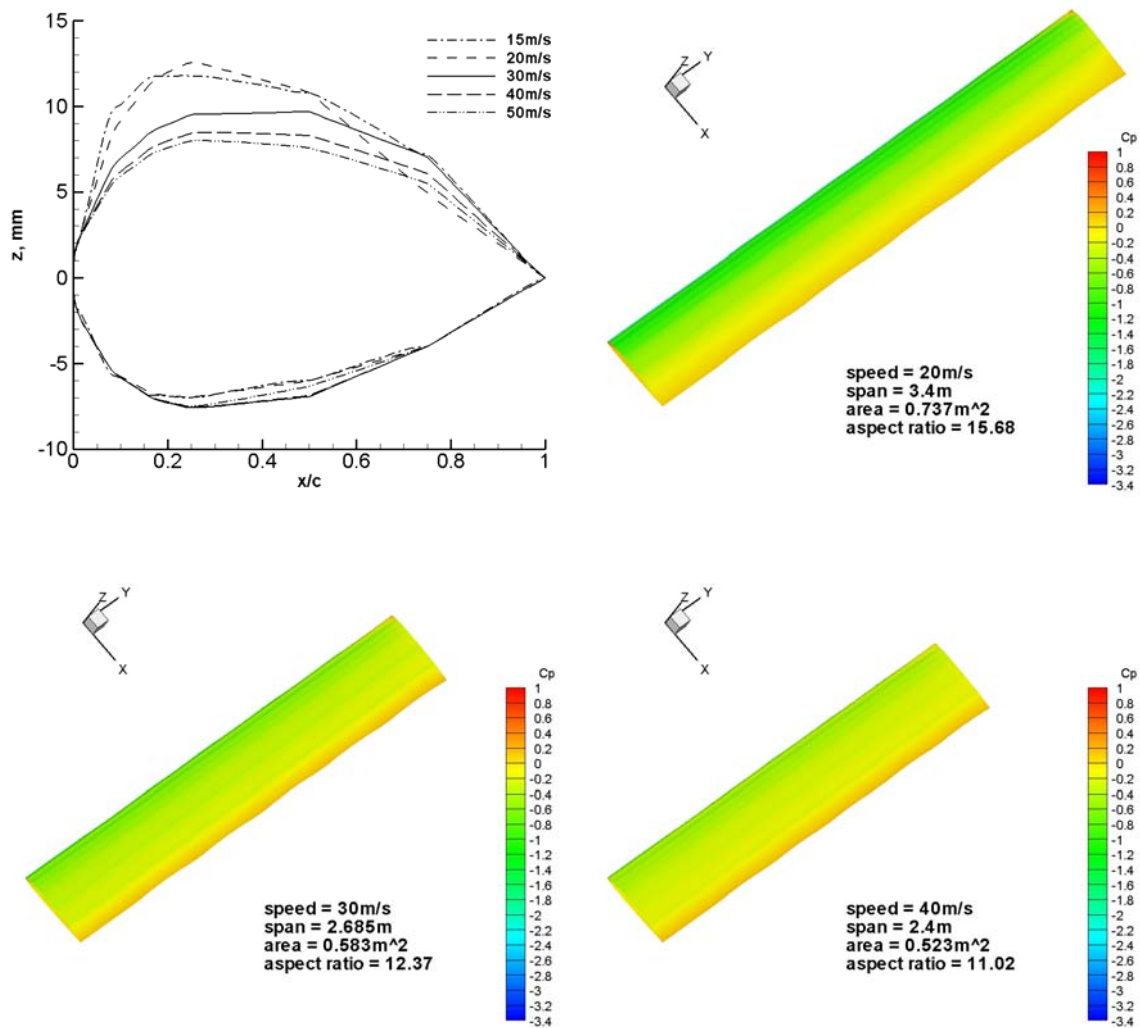 15
10
5
0
-5
-10
z, mm
0
0.2
0.4
0.6
0.8
1
x/c
15m/s
20m/s
30m/s
40m/s
50m/s
Z
Y
X
Cp
1
0.8
0.6
0.4
0.2
0
-0.2
-0.4
-0.6
-0.8
-1
-1.2
-1.4
-1.6
-1.8
-2
-2.2
-2.4
-2.6
-2.8
-3
-3.2
-3.4
speed = 20m/s
span = 3.4m
area = 0.737m^2
aspect ratio = 15.68
Z
Y
X
Cp
1
0.8
0.6
0.4
0.2
0
-0.2
-0.4
-0.6
-0.8
-1
-1.2
-1.4
-1.6
-1.8
-2
-2.2
-2.4
-2.6
-2.8
-3
-3.2
-3.4
speed = 30m/s
span = 2.685m
area = 0.583m^2
aspect ratio = 12.37
Z
Y
X
Cp
1
0.8
0.6
0.4
0.2
0
-0.2
-0.4
-0.6
-0.8
-1
-1.2
-1.4
-1.6
-1.8
-2
-2.2
-2.4
-2.6
-2.8
-3
-3.2
-3.4
speed = 40m/s
span = 2.4m
area = 0.523m^2
aspect ratio = 11.02